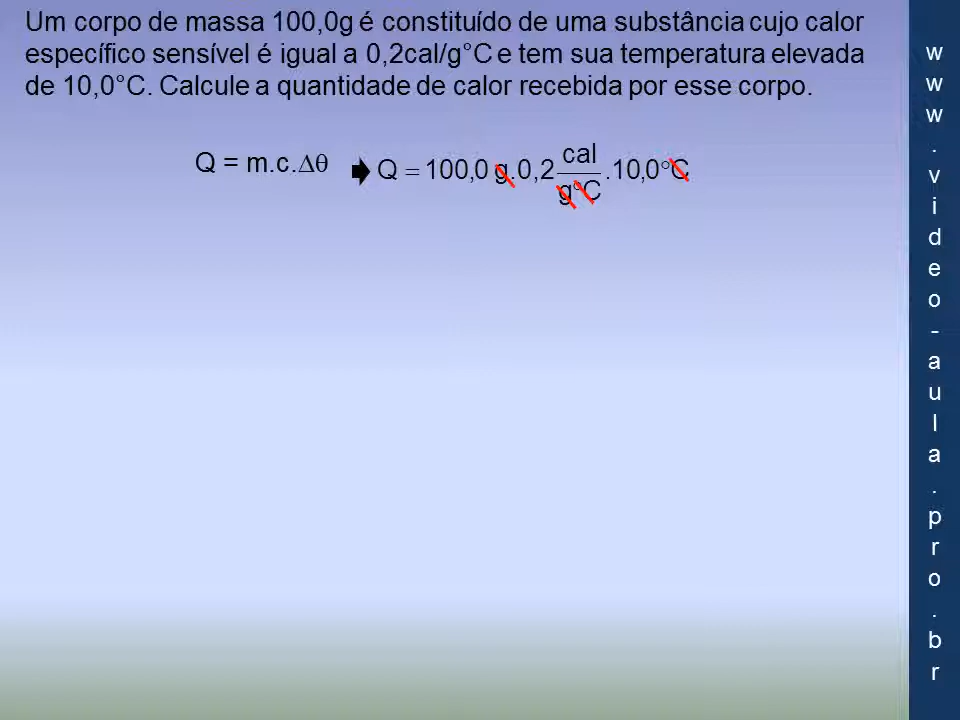 Um corpo de massa 100,0g é constituído de uma substância cujo calor
específico sensível é igual a 0,2cal/g°C e tem sua temperatura elevada
de 10,0°C. Calcule a quantidade de calor recebida por esse corpo.
Q = m.c.Δθ ➡ Q = 100,0 g.0,2 cal/g°C .10,0°C
www.video-aula.pro.br